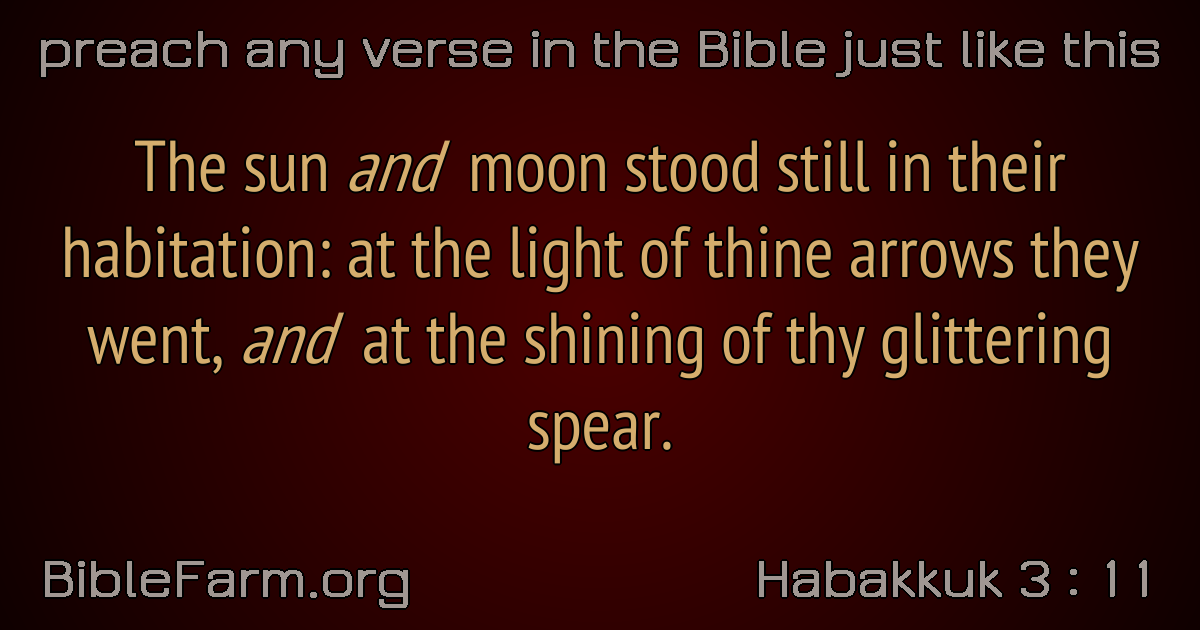 preach any verse in the Bible just like this
The sun and moon stood still in their
habitation: at the light of thine arrows they
went, and at the shining of thy glittering
spear.
BibleFarm.org
Habakkuk 3 : 11